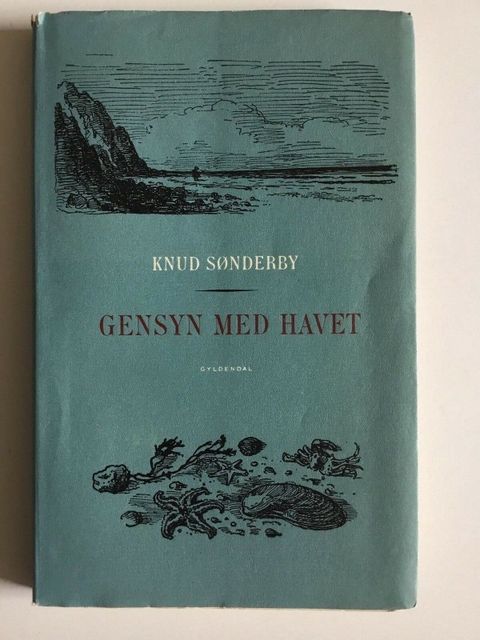 KNUD SØNDERBY
GENSYN MED HAVET
GYLDENDAL